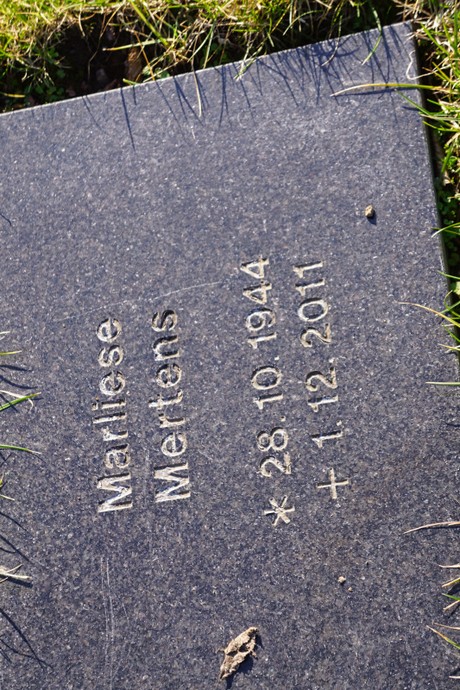 Marliese
Mertens
* 28. 10. 1944
+ 1. 12. 2011